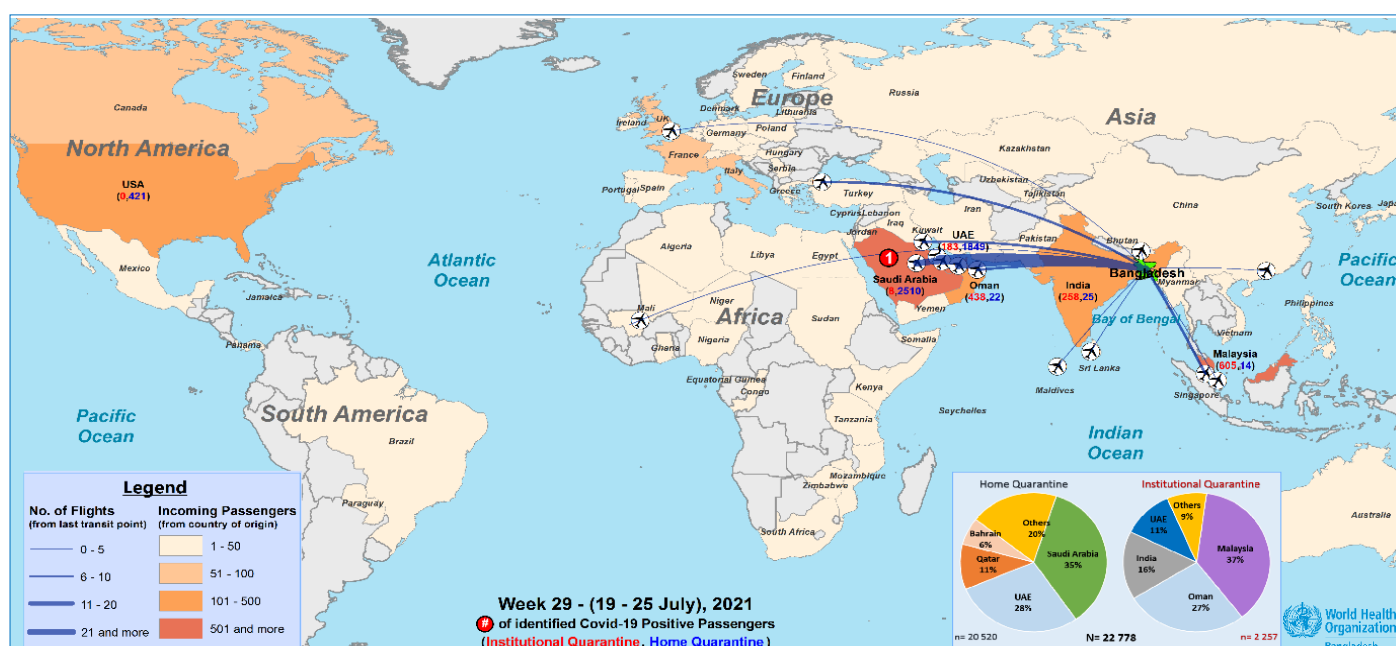 Sweden
Finland
Canada
Denmark
Europe
Russia
Lithuania
Ireland
UK
Germany
Poland
Asia
North America
France
Hungary
Kazakhstan
USA
(0,421)
Italy
Serbia
Uzbekistan
Portugal
Spain
Greece
Turkey
Tajikistan
China
South Korea
Cyprus
Lebanon
Iran
Iraq
Jordan
Kuwait
Pakistan
Bhutan
Algeria
Libya
Egypt
UAE
(183,1849)
Atlantic
Ocean
Pacific
Ocean
Mexico
1
Bangladesh
Saudi Arabia
(6,2510)
Oman
(438,22)
India
(258,25)
Myanmar
Jamaica
Mali
Niger
Africa
Sudan
Yemen
Bay of Bengal
Philippines
Vietnam
Panama
Ghana
Nigeria
Somalia
Malaysia
(605,14)
Maldives
Sri Lanka
Singapore
Equatorial Guinea
Congo
Kenya
Seychelles
Pacific
Ocean
South America
Brazil
Tanzania
Indian
Ocean
Mozambique
Zimbabwe
Paraguay
South Africa
Australia
Legend
No. of Flights
(from last transit point)
Incoming Passengers
(from country of origin)
0 - 5
1 - 50
6 - 10
51 - 100
11 - 20
101 - 500
21 and more
501 and more
Week 29 - (19 - 25 July), 2021
# of identified Covid-19 Positive Passengers
(Institutional Quarantine, Home Quarantine)
Home Quarantine
Institutional Quarantine
Others
20%
Bahrain
6%
Saudi Arabia
35%
Qatar
11%
UAE
28%
Others
9%
UAE
11%
Malaysia
37%
India
16%
Oman
27%
n= 20 520
N= 22 778
n= 2 257
World Health
Organization